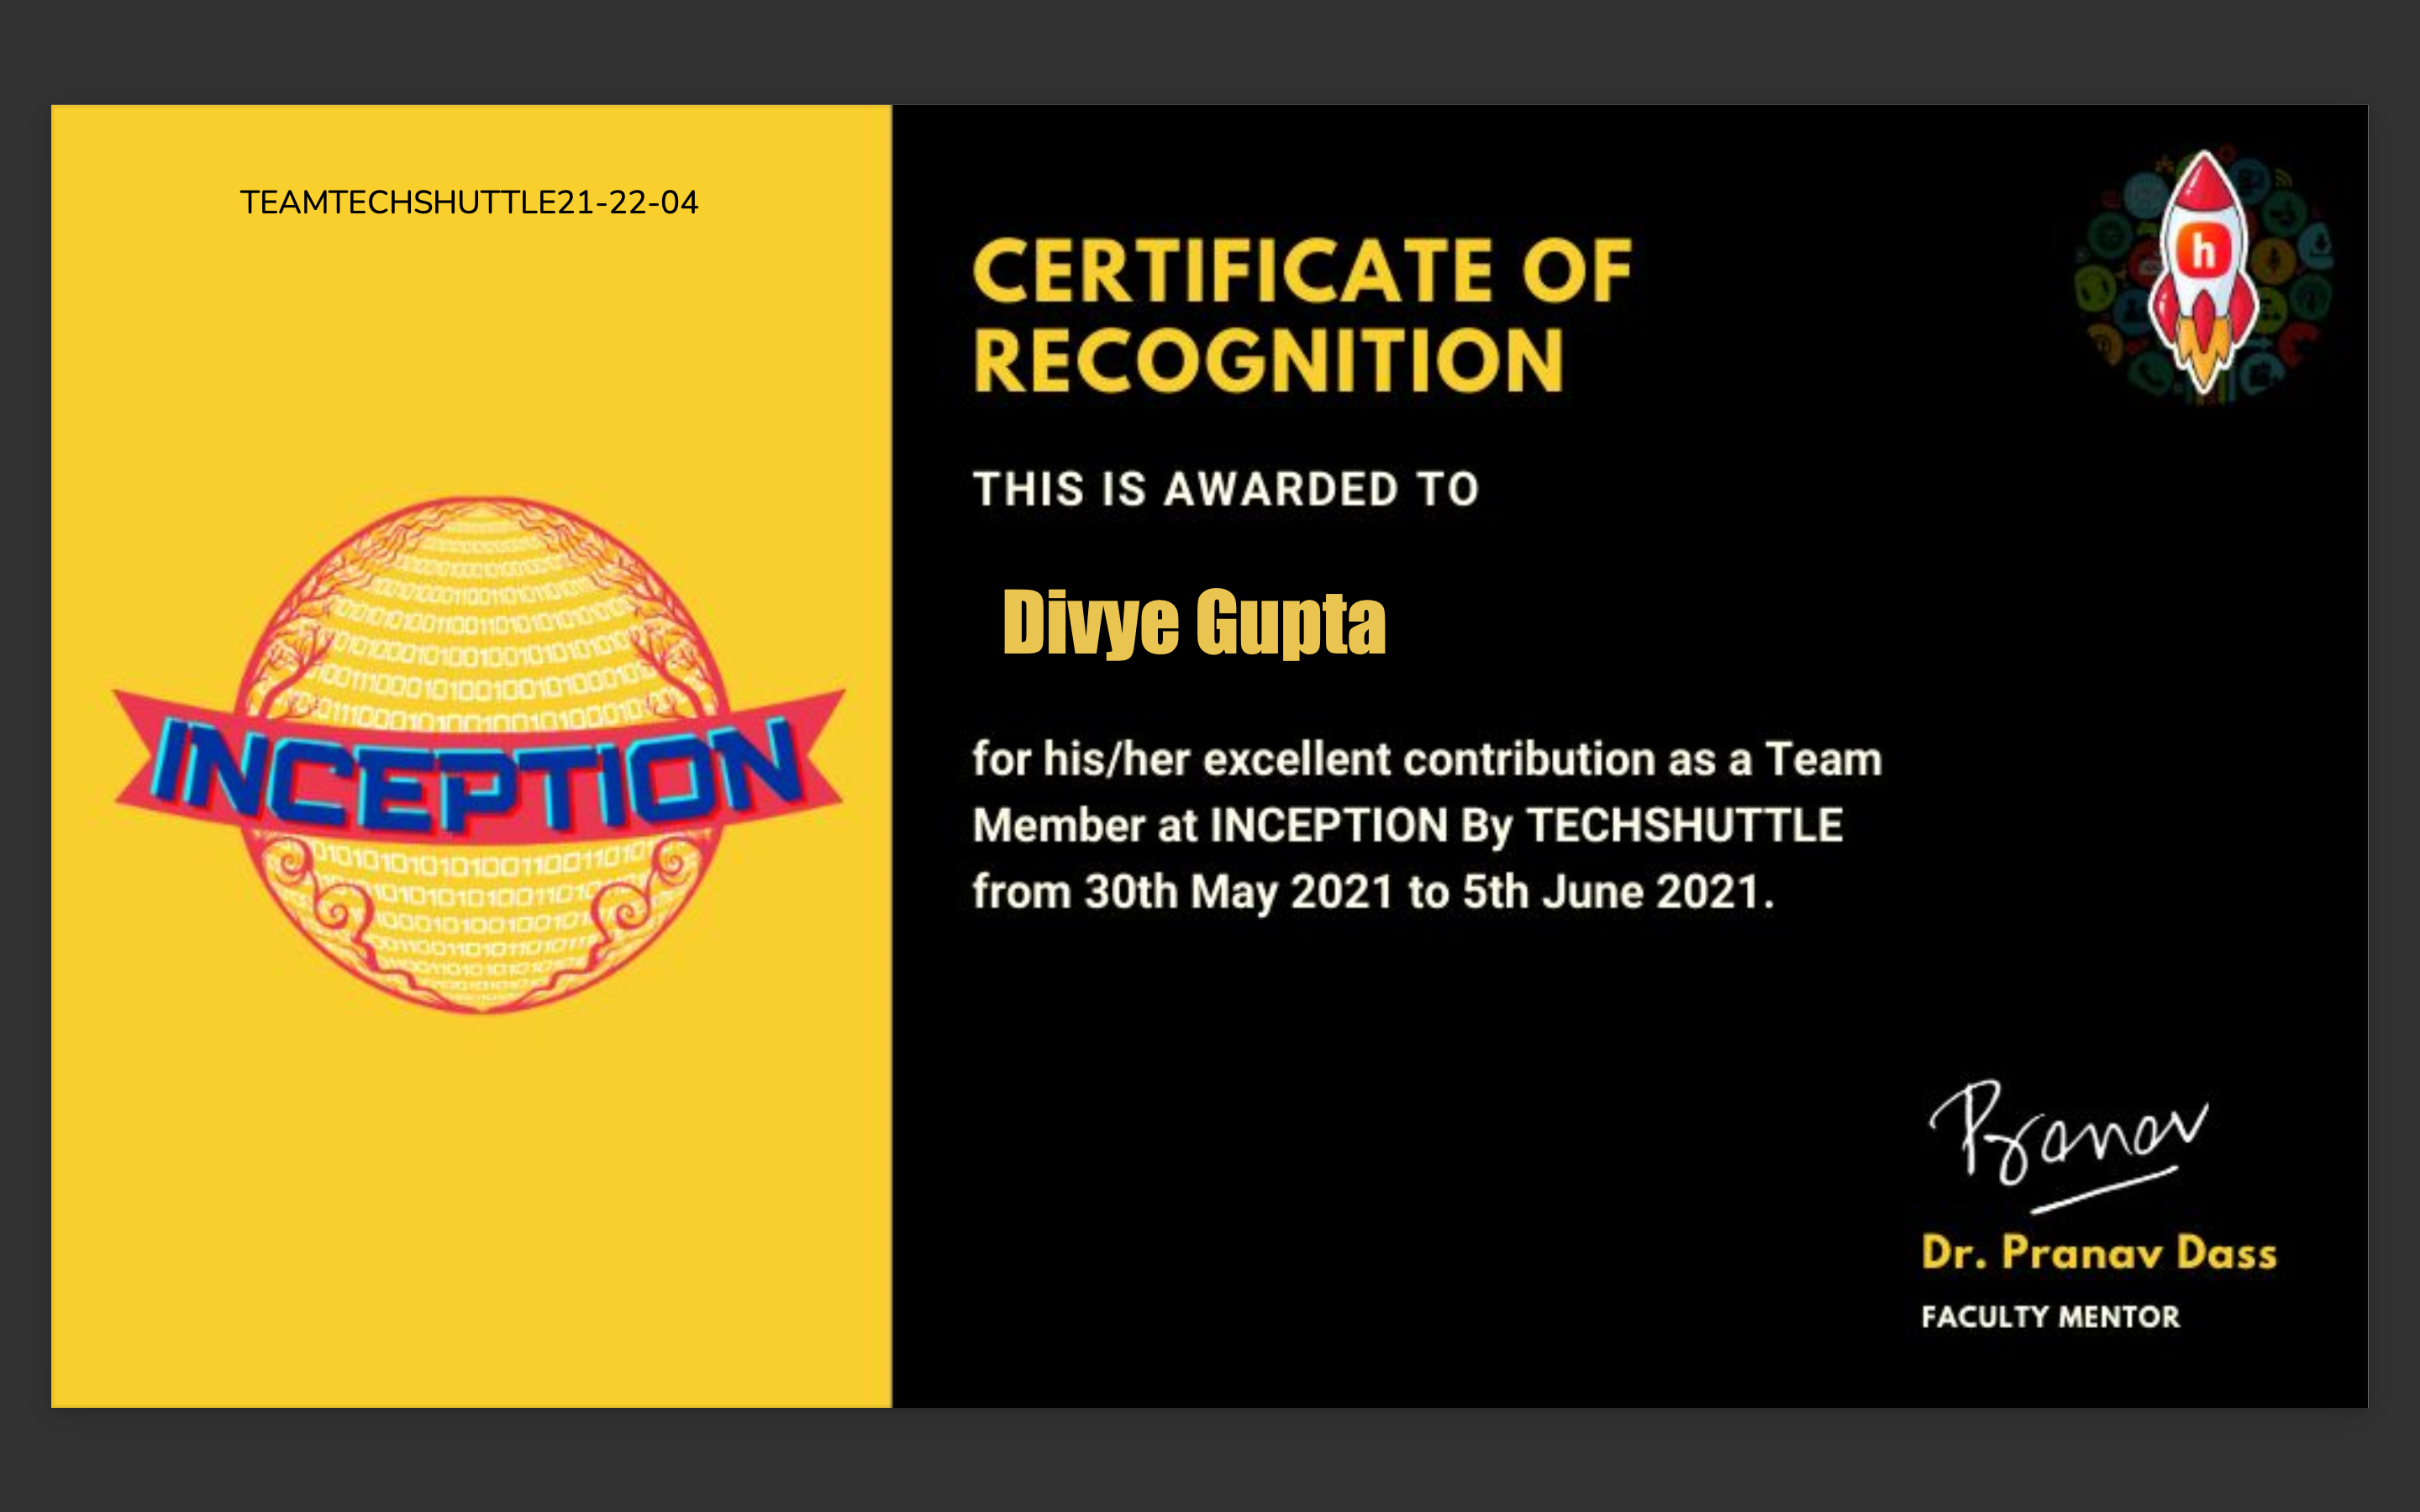 TEAMTECHSHUTTLE21-22-04
INCEPTION
CERTIFICATE OF
RECOGNITION
h
THIS IS AWARDED TO
Divye Gupta
for his/her excellent contribution as a Team
Member at INCEPTION By TECHSHUTTLE
from 30th May 2021 to 5th June 2021.
Pranav
Dr. Pranav Dass
FACULTY MENTOR